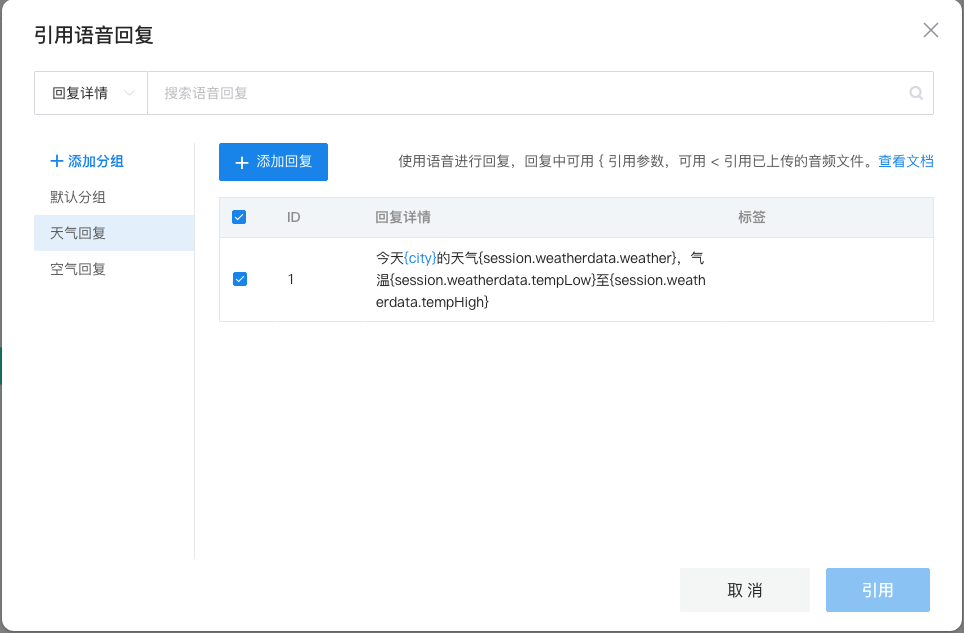 引用语音回复
回复详情 搜索语音回复
添加分组
默认分组
天气回复
空气回复
添加回复 使用语音进行回复，回复中可用 { 引用参数，可用 < 引用已上传的音频文件。查看文档
ID 回复详情 标签
1 今天{city}的天气{session.weatherdata.weather}，气
温{session.weatherdata.tempLow}至{session.weath
erdata.tempHigh}
取消 引用